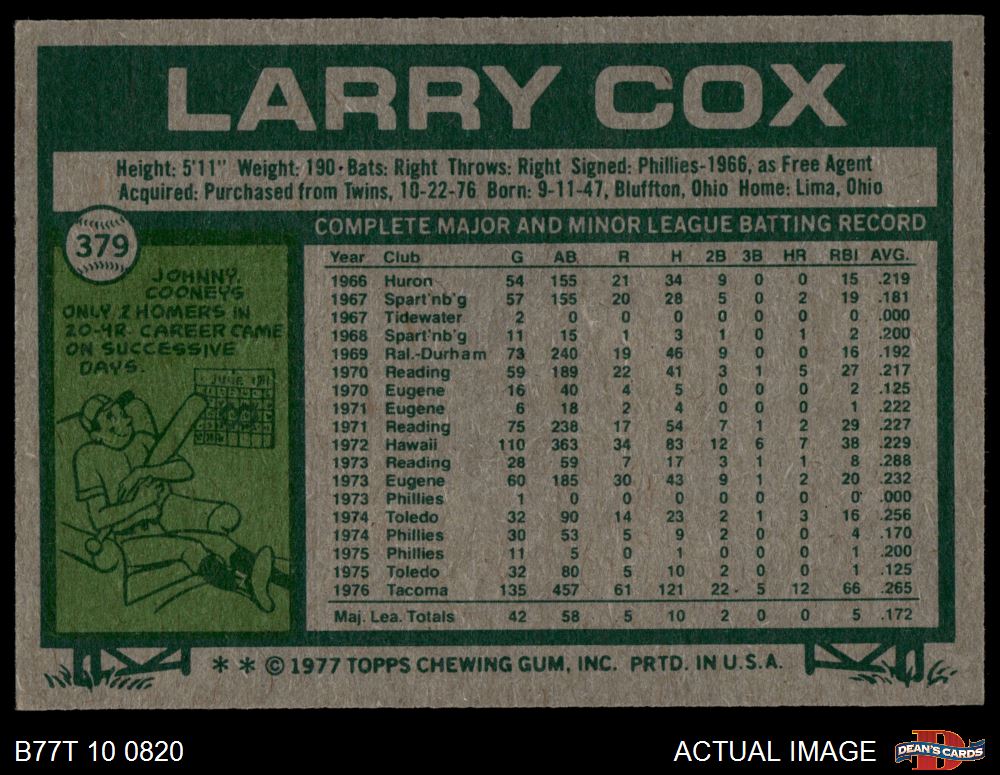 LARRY COX
Height: 5'11" Weight: 190 • Bats: Right Throws: Right Signed: Phillies-1966, as Free Agent
Acquired: Purchased from Twins, 10-22-76 Born: 9-11-47, Bluffton, Ohio Home: Lima, Ohio
379
JOHNNY
COONEYS
ONLY 2 HOMERS IN
20-YR. CAREER CAME
ON SUCCESSIVE
DAYS.
COMPLETE MAJOR AND MINOR LEAGUE BATTING RECORD
Year Club G AB R H 2B 3B HR RBI AVG.
1966 Huron 54 155 21 34 9 0 0 15 .219
1967 Spart'nb'g 57 155 20 28 5 0 2 19 .181
1967 Tidewater 2 0 0 0 0 0 0 0 .000
1968 Spart'nb'g 11 15 1 3 1 0 1 2 .200
1969 Ral.-Durham 73 240 19 46 9 0 0 16 .192
1970 Reading 59 189 22 41 3 1 5 27 .217
1970 Eugene 16 40 4 5 0 0 0 2 .125
1971 Eugene 6 18 2 4 0 0 0 1 .222
1971 Reading 75 238 17 54 7 1 2 29 .227
1972 Hawaii 110 363 34 83 12 6 7 38 .229
1973 Reading 28 59 7 17 3 1 1 8 .288
1973 Eugene 60 185 30 43 9 1 2 20 .232
1973 Phillies 1 0 0 0 0 0 0 0 .000
1974 Toledo 32 90 14 23 2 1 3 16 .256
1974 Phillies 30 53 5 9 2 0 0 4 .170
1975 Phillies 11 5 0 1 0 0 0 1 .200
1975 Toledo 32 80 5 10 2 0 0 1 .125
1976 Tacoma 135 457 61 121 22 5 12 66 .265
Maj. Lea. Totals 42 58 5 10 2 0 0 5 .172
* * © 1977 TOPPS CHEWING GUM, INC. PRTD. IN U.S.A.
B77T 10 0820
ACTUAL IMAGE
DEAN'S CARDS